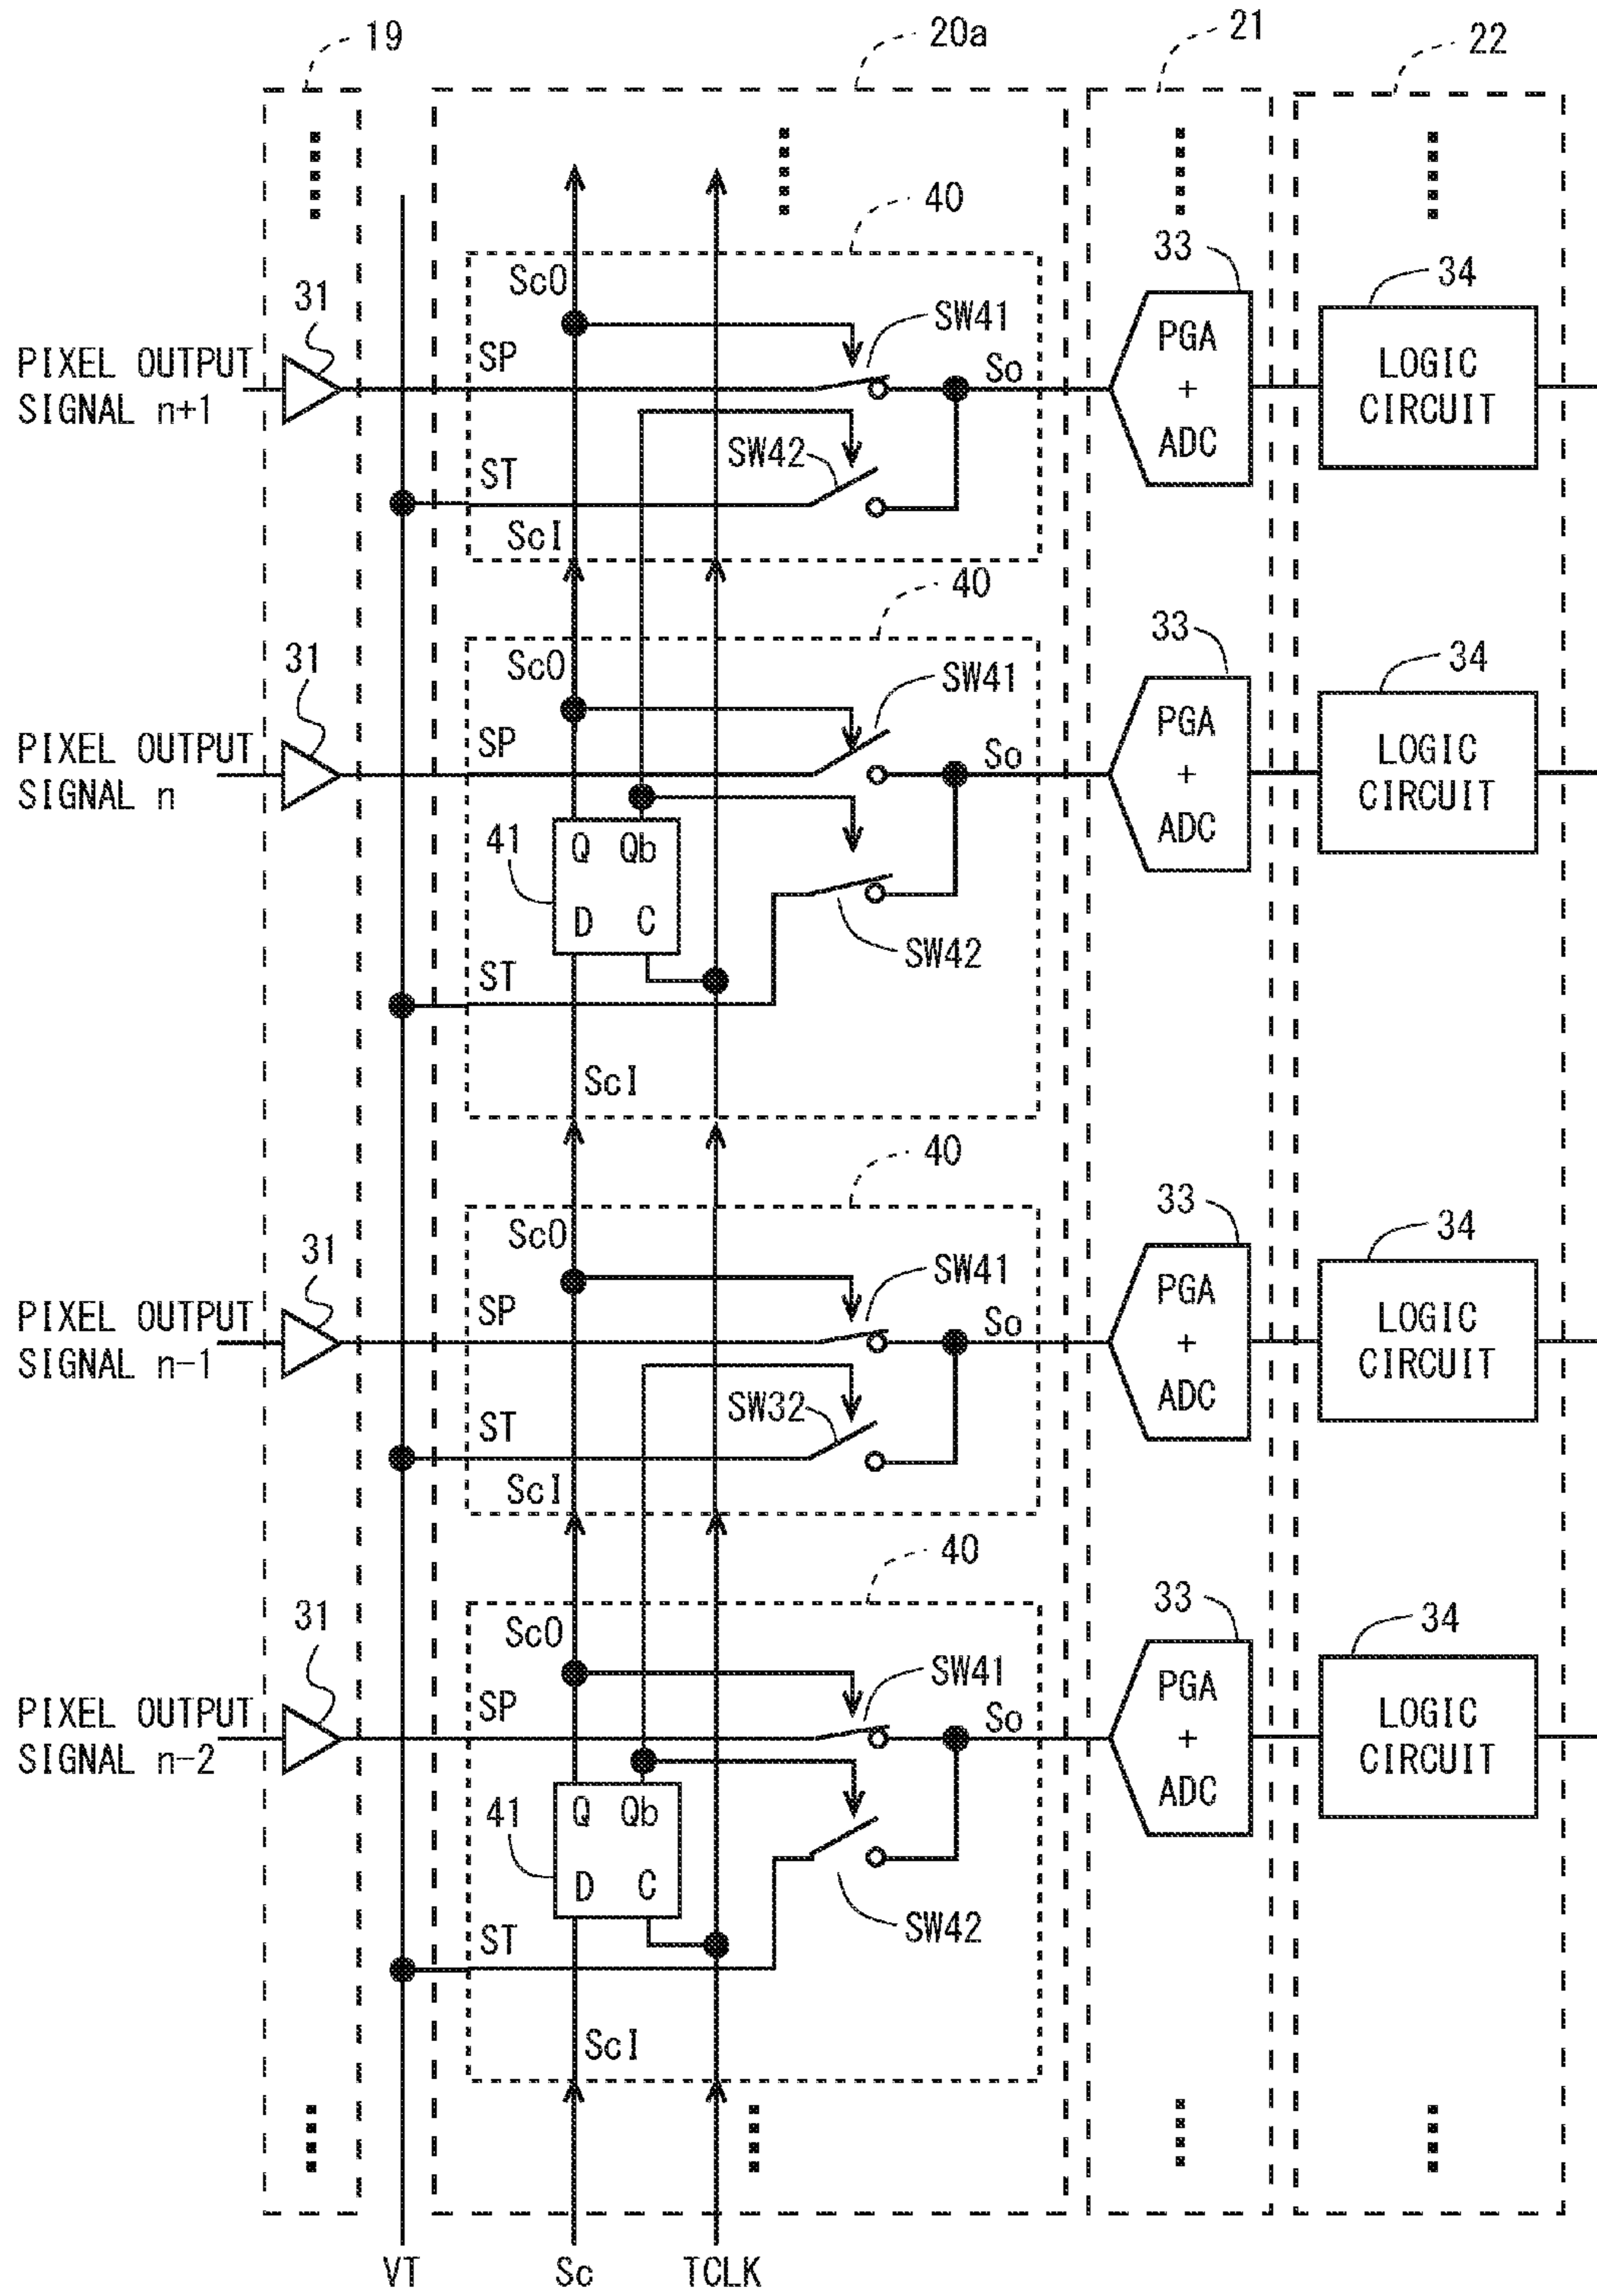 19
20a
21
22
40
33
34
31
ScO
SW41
PIXEL OUTPUT
SIGNAL n+1
SP
So
PGA
+
ADC
LOGIC
CIRCUIT
SW42
ST
ScI
40
31
33
34
ScO
SW41
PIXEL OUTPUT
SIGNAL n
SP
So
PGA
+
ADC
LOGIC
CIRCUIT
41
Q Qb
D C
SW42
ST
ScI
40
31
33
34
ScO
SW41
PIXEL OUTPUT
SIGNAL n-1
SP
So
PGA
+
ADC
LOGIC
CIRCUIT
SW32
ST
ScI
40
31
33
34
ScO
SW41
PIXEL OUTPUT
SIGNAL n-2
SP
So
PGA
+
ADC
LOGIC
CIRCUIT
41
Q Qb
D C
SW42
ST
ScI
VT
Sc
TCLK